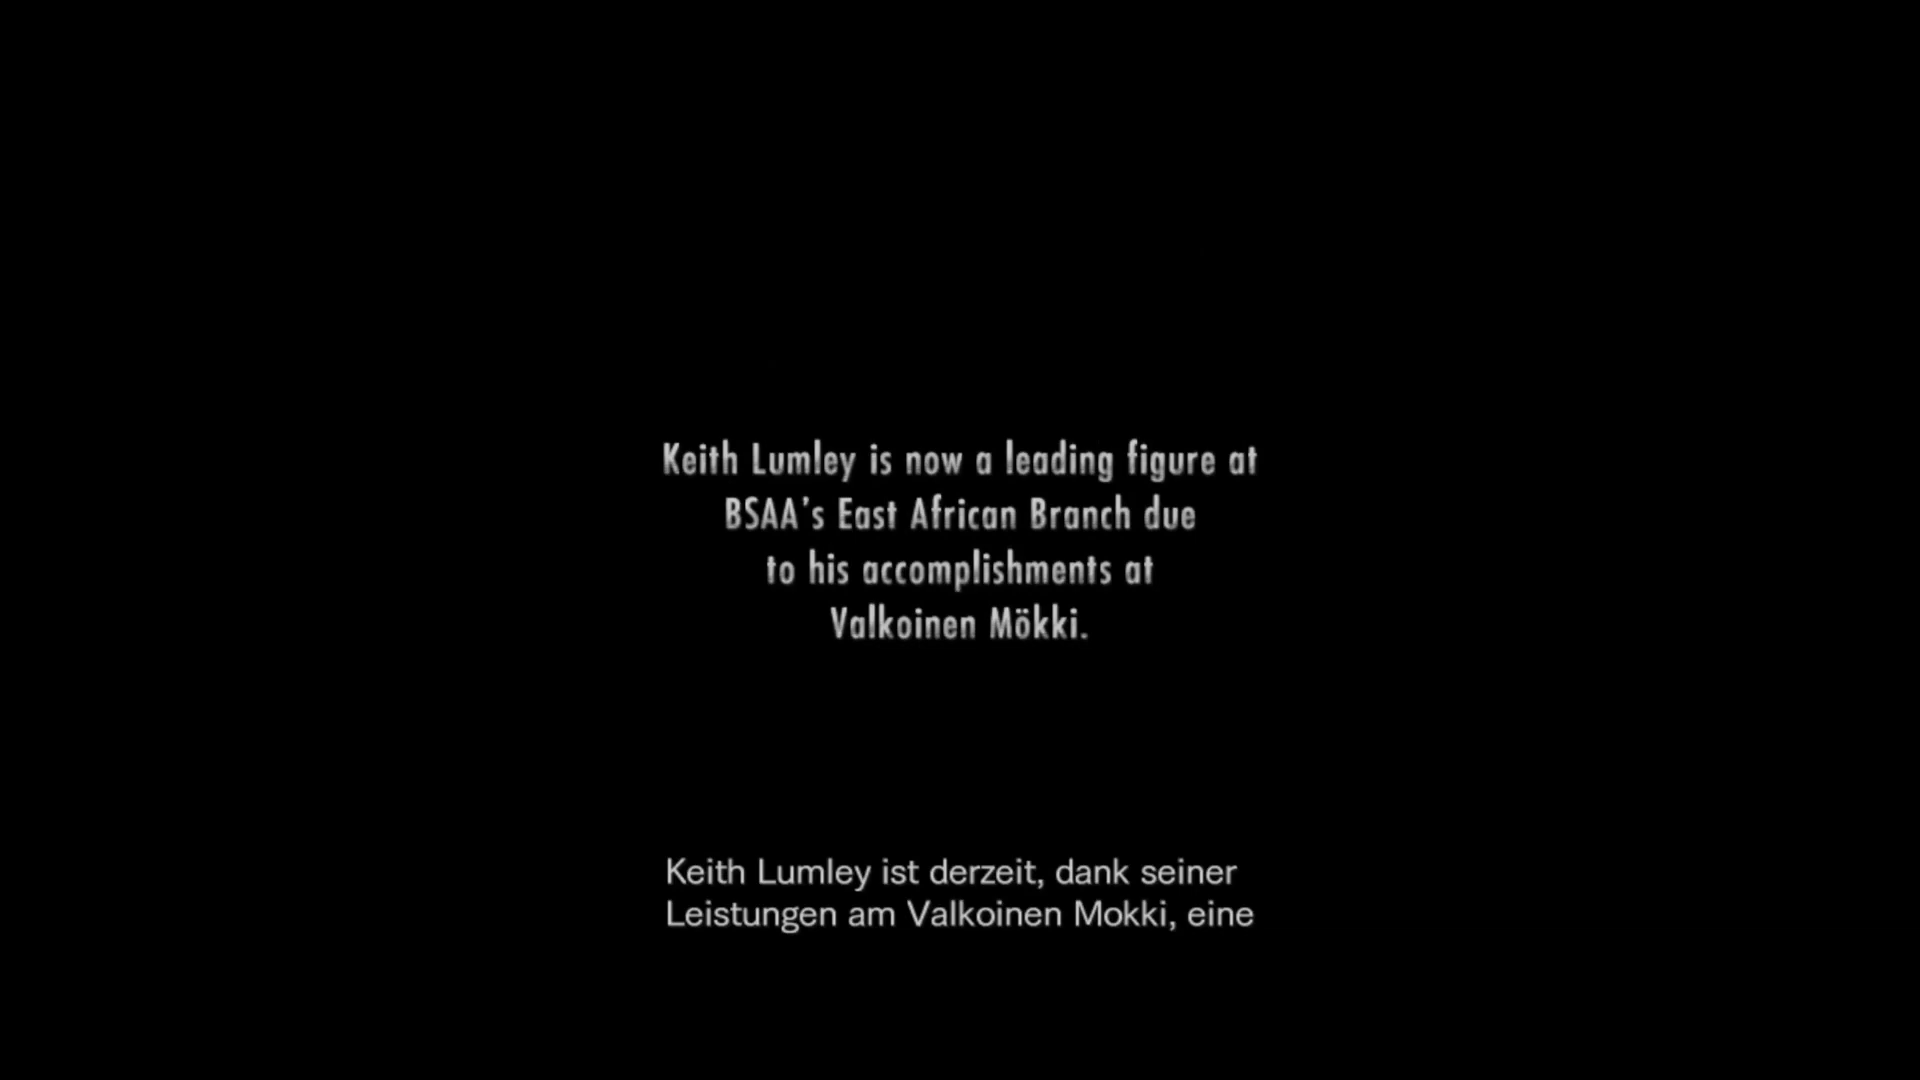 Keith Lumley is now a leading figure at
BSAA's East African Branch due
to his accomplishments at
Valkoinen Mökki.
Keith Lumley ist derzeit, dank seiner
Leistungen am Valkoinen Mokki, eine